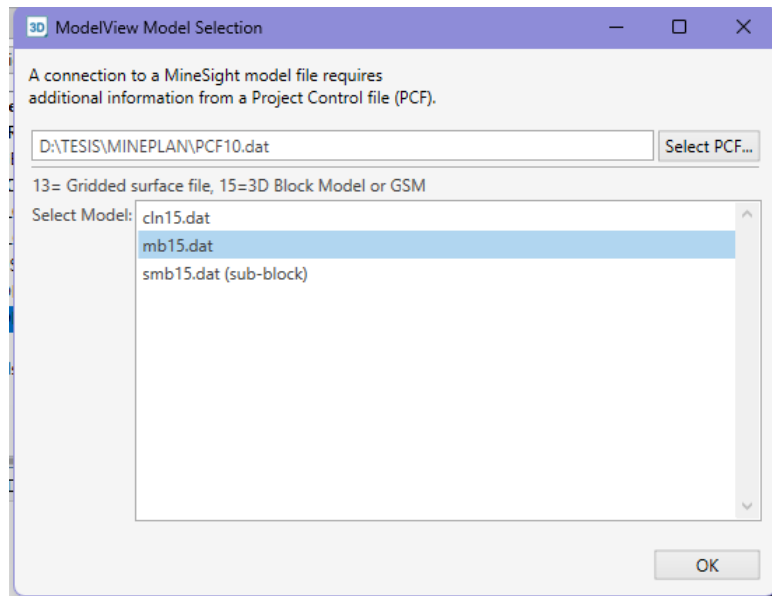 3D ModelView Model Selection
A connection to a MineSight model file requires
additional information from a Project Control file (PCF).
D:\TESIS\MINEPLAN\PCF10.dat Select PCF...
13= Gridded surface file, 15=3D Block Model or GSM
Select Model: cln15.dat
mb15.dat
smb15.dat (sub-block)
OK